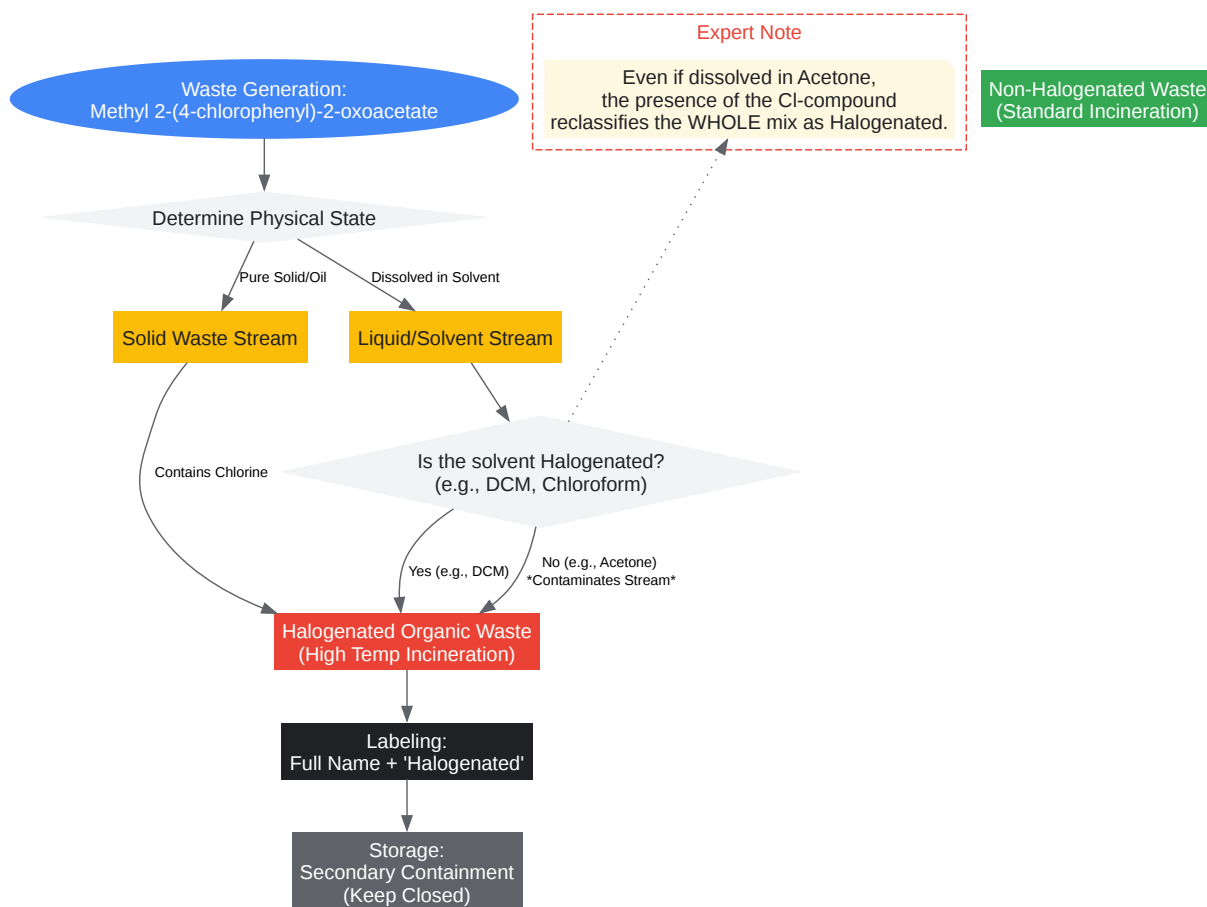 Expert Note
Even if dissolved in Acetone,
the presence of the Cl-compound
reclassifies the WHOLE mix as Halogenated.
Waste Generation:
Methyl 2-(4-chlorophenyl)-2-oxoacetate
Non-Halogenated Waste
(Standard Incineration)
Determine Physical State
Pure Solid/Oil
Dissolved in Solvent
Solid Waste Stream
Liquid/Solvent Stream
Contains Chlorine
Is the solvent Halogenated?
(e.g., DCM, Chloroform)
Yes (e.g., DCM)
No (e.g., Acetone)
*Contaminates Stream*
Halogenated Organic Waste
(High Temp Incineration)
Labeling:
Full Name + 'Halogenated'
Storage:
Secondary Containment
(Keep Closed)